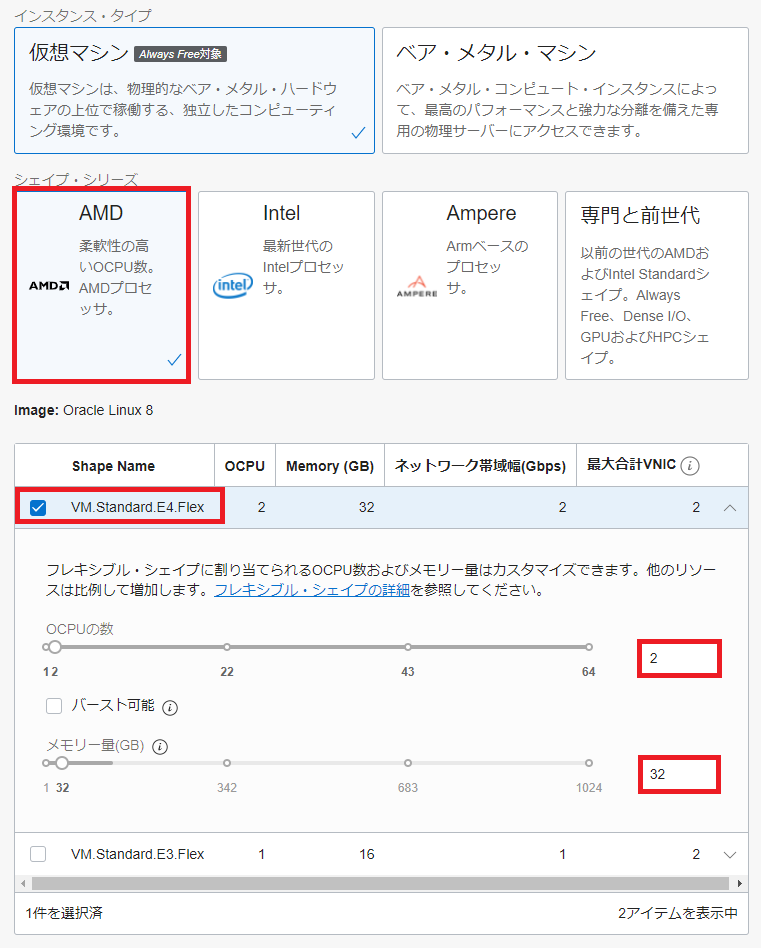 インスタンス・タイプ
仮想マシン Always Free対象
仮想マシンは、物理的なベア・メタル・ハードウ
ェアの上位で稼働する、独立したコンピューティ
ング環境です。
ベア・メタル・マシン
ベア・メタル・コンピュート・インスタンスによっ
て、最高のパフォーマンスと強力な分離を備えた専
用の物理サーバーにアクセスできます。
シェイプ・シリーズ
AMD
柔軟性の高
いOCPU数。
AMDプロセ
ッサ。
AMD
Intel
最新世代の
Intelプロセッ
サ。
intel
Ampere
Armベースの
プロセッ
サ。
AMPERE
専門と前世代
以前の世代のAMDお
よびIntel Standardシ
ェイプ。Always
Free、Dense I/O、
GPUおよびHPCシェ
イプ。
Image: Oracle Linux 8
Shape Name OCPU Memory (GB) ネットワーク帯域幅(Gbps) 最大合計VNIC i
VM.Standard.E4.Flex 2 32 2 2
フレキシブル・シェイプに割り当てられるOCPU数およびメモリー量はカスタマイズできます。他のリソー
スは比例して増加します。フレキシブル・シェイプの詳細を参照してください。
OCPUの数
1 2 22 43 64
2
バースト可能 i
メモリー量(GB) i
1 32 342 683 1024
32
VM.Standard.E3.Flex 1 16 1 2
1件を選択済 2アイテムを表示中